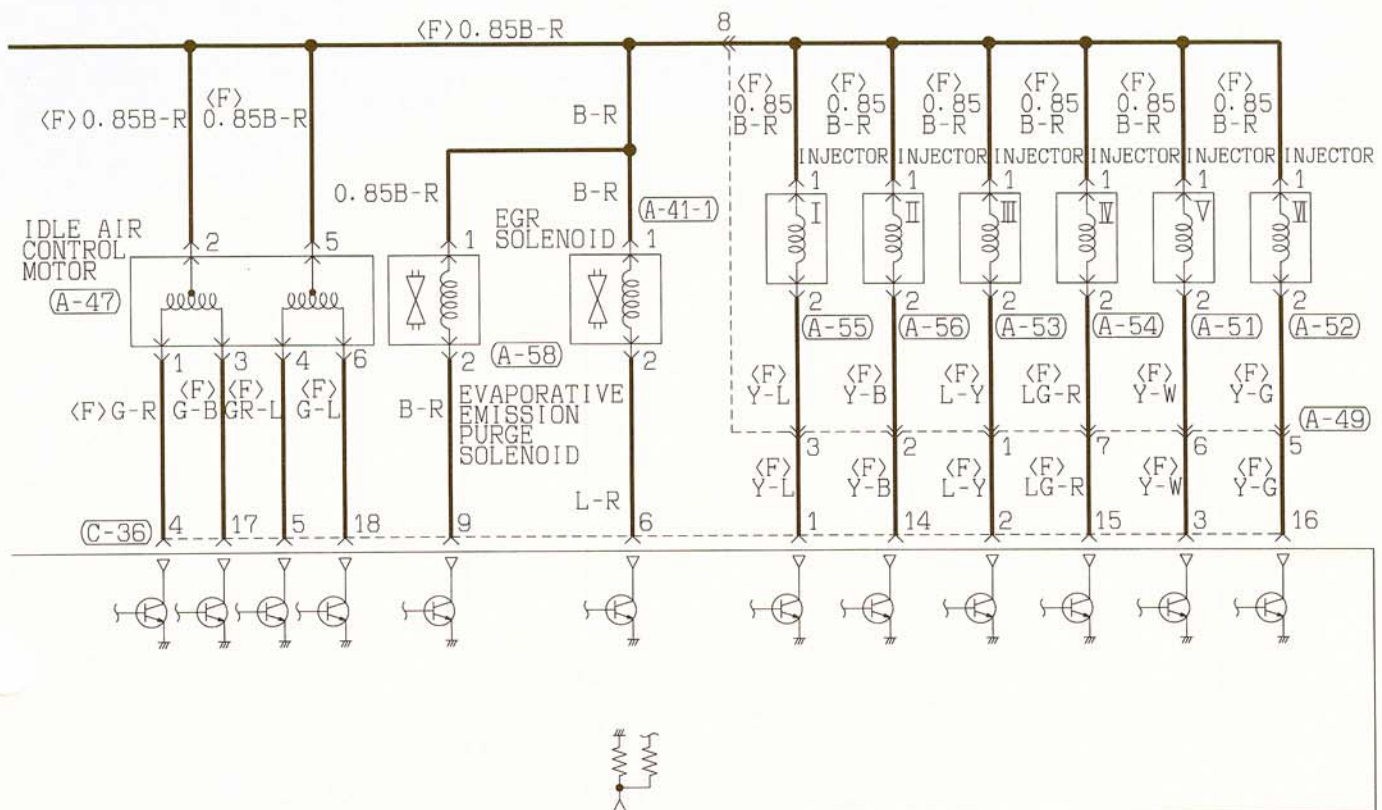 <F>0.85B-R 8
<F>0.85B-R
<F>
0.85B-R
B-R
<F>
0.85
B-R
<F>
0.85
B-R
<F>
0.85
B-R
<F>
0.85
B-R
<F>
0.85
B-R
<F>
0.85
B-R
INJECTOR INJECTOR INJECTOR INJECTOR INJECTOR INJECTOR
0.85B-R
B-R
A-41-1
1 1 1 1 1 1
I II III IV V VI
IDLE AIR
CONTROL
MOTOR
A-47
2 5
EGR
SOLENOID
1 1
2 2 2 2 2 2
A-55 A-56 A-53 A-54 A-51 A-52
1 3 4 6
2 A-58 2
<F>G-R
<F>
G-B
<F>
GR-L
<F>
G-L
B-R
EVAPORATIVE
EMISSION
PURGE
SOLENOID
L-R
<F>
Y-L
<F>
Y-B
<F>
L-Y
<F>
LG-R
<F>
Y-W
<F>
Y-G
A-49
3 2 1 7 6 5
<F>
Y-L
<F>
Y-B
<F>
L-Y
<F>
LG-R
<F>
Y-W
<F>
Y-G
C-36 4 17 5 18 9 6 1 14 2 15 3 16